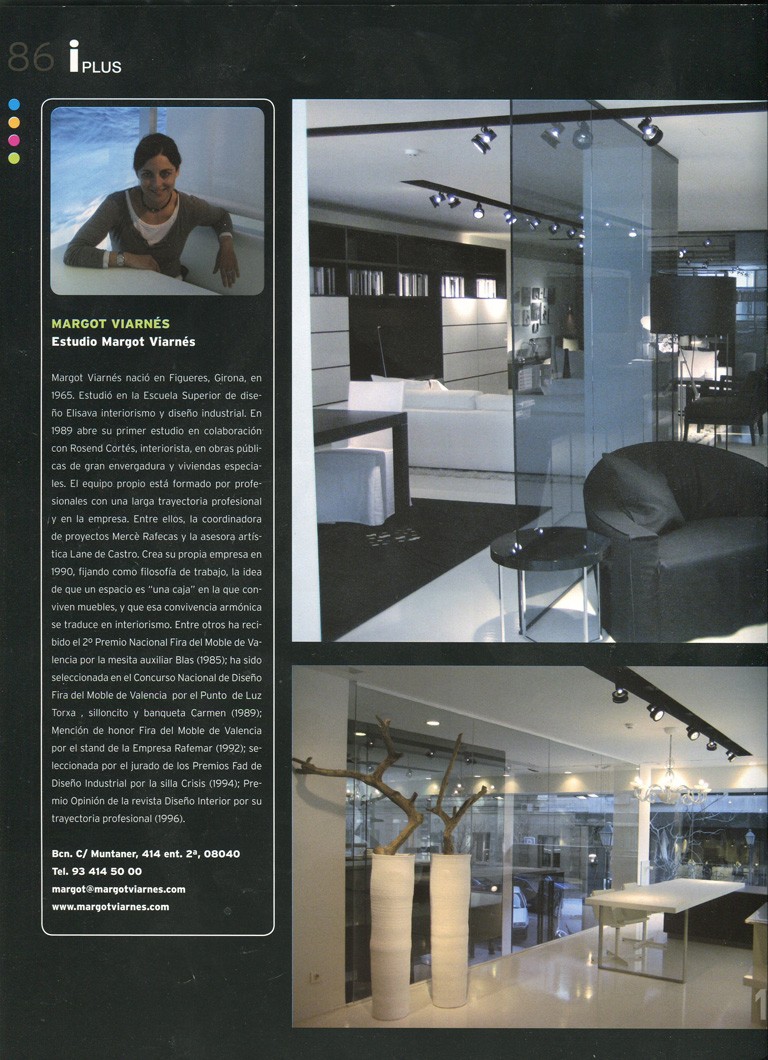 86 i PLUS
MARGOT VIARNÉS
Estudio Margot Viarnés
Margot Viarnés nació en Figueres, Girona, en
1965. Estudió en la Escuela Superior de dise-
ño Elisava interiorismo y diseño industrial. En
1989 abre su primer estudio en colaboración
con Rosend Cortés, interiorista, en obras públi-
cas de gran envergadura y viviendas especia-
les. El equipo propio está formado por profe-
sionales con una larga trayectoria profesional
y en la empresa. Entre ellos, la coordinadora
de proyectos Mercè Rafecas y la asesora artís-
tica Lane de Castro. Crea su propia empresa en
1990, fijando como filosofía de trabajo, la idea
de que un espacio es "una caja" en la que con-
viven muebles, y que esa convivencia armónica
se traduce en interiorismo. Entre otros ha reci-
bido el 2º Premio Nacional Fira del Moble de Va-
lencia por la mesita auxiliar Blas (1985); ha sido
seleccionada en el Concurso Nacional de Diseño
Fira del Moble de Valencia por el Punto de Luz
Torxa , silloncito y banqueta Carmen (1989);
Mención de honor Fira del Moble de Valencia
por el stand de la Empresa Rafemar (1992); se-
leccionada por el jurado de los Premios Fad de
Diseño Industrial por la silla Crisis (1994); Pre-
mio Opinión de la revista Diseño Interior por su
trayectoria profesional (1996).
Bcn. C/ Muntaner, 414 ent. 2ª, 08040
Tel. 93 414 50 00
margot@margotviarnes.com
www.margotviarnes.com
1